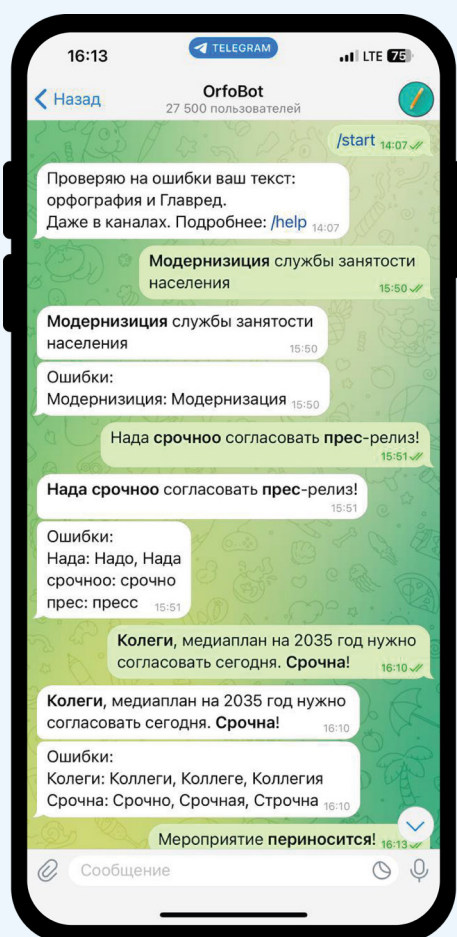 16:13
TELEGRAM
LTE 75
Назад
OrfoBot
27 500 пользователей
/start 14:07
Проверяю на ошибки ваш текст:
орфография и Главред.
Даже в каналах. Подробнее: /help 14:07
Модернизиция службы занятости
населения
15:50
Модернизиция службы занятости
населения
15:50
Ошибки:
Модернизиция: Модернизация 15:50
Нада срочноо согласовать прес-релиз!
15:51
Нада срочноо согласовать прес-релиз!
15:51
Ошибки:
Нада: Надо, Нада
срочноо: срочно
прес: пресс 15:51
Колеги, медиаплан на 2035 год нужно
согласовать сегодня. Срочна! 16:10
Колеги, медиаплан на 2035 год нужно
согласовать сегодня. Срочна! 16:10
Ошибки:
Колеги: Коллеги, Коллеге, Коллегия
Срочна: Срочно, Срочная, Строчна 16:10
Мероприятие периносится! 16:13
Сообщение